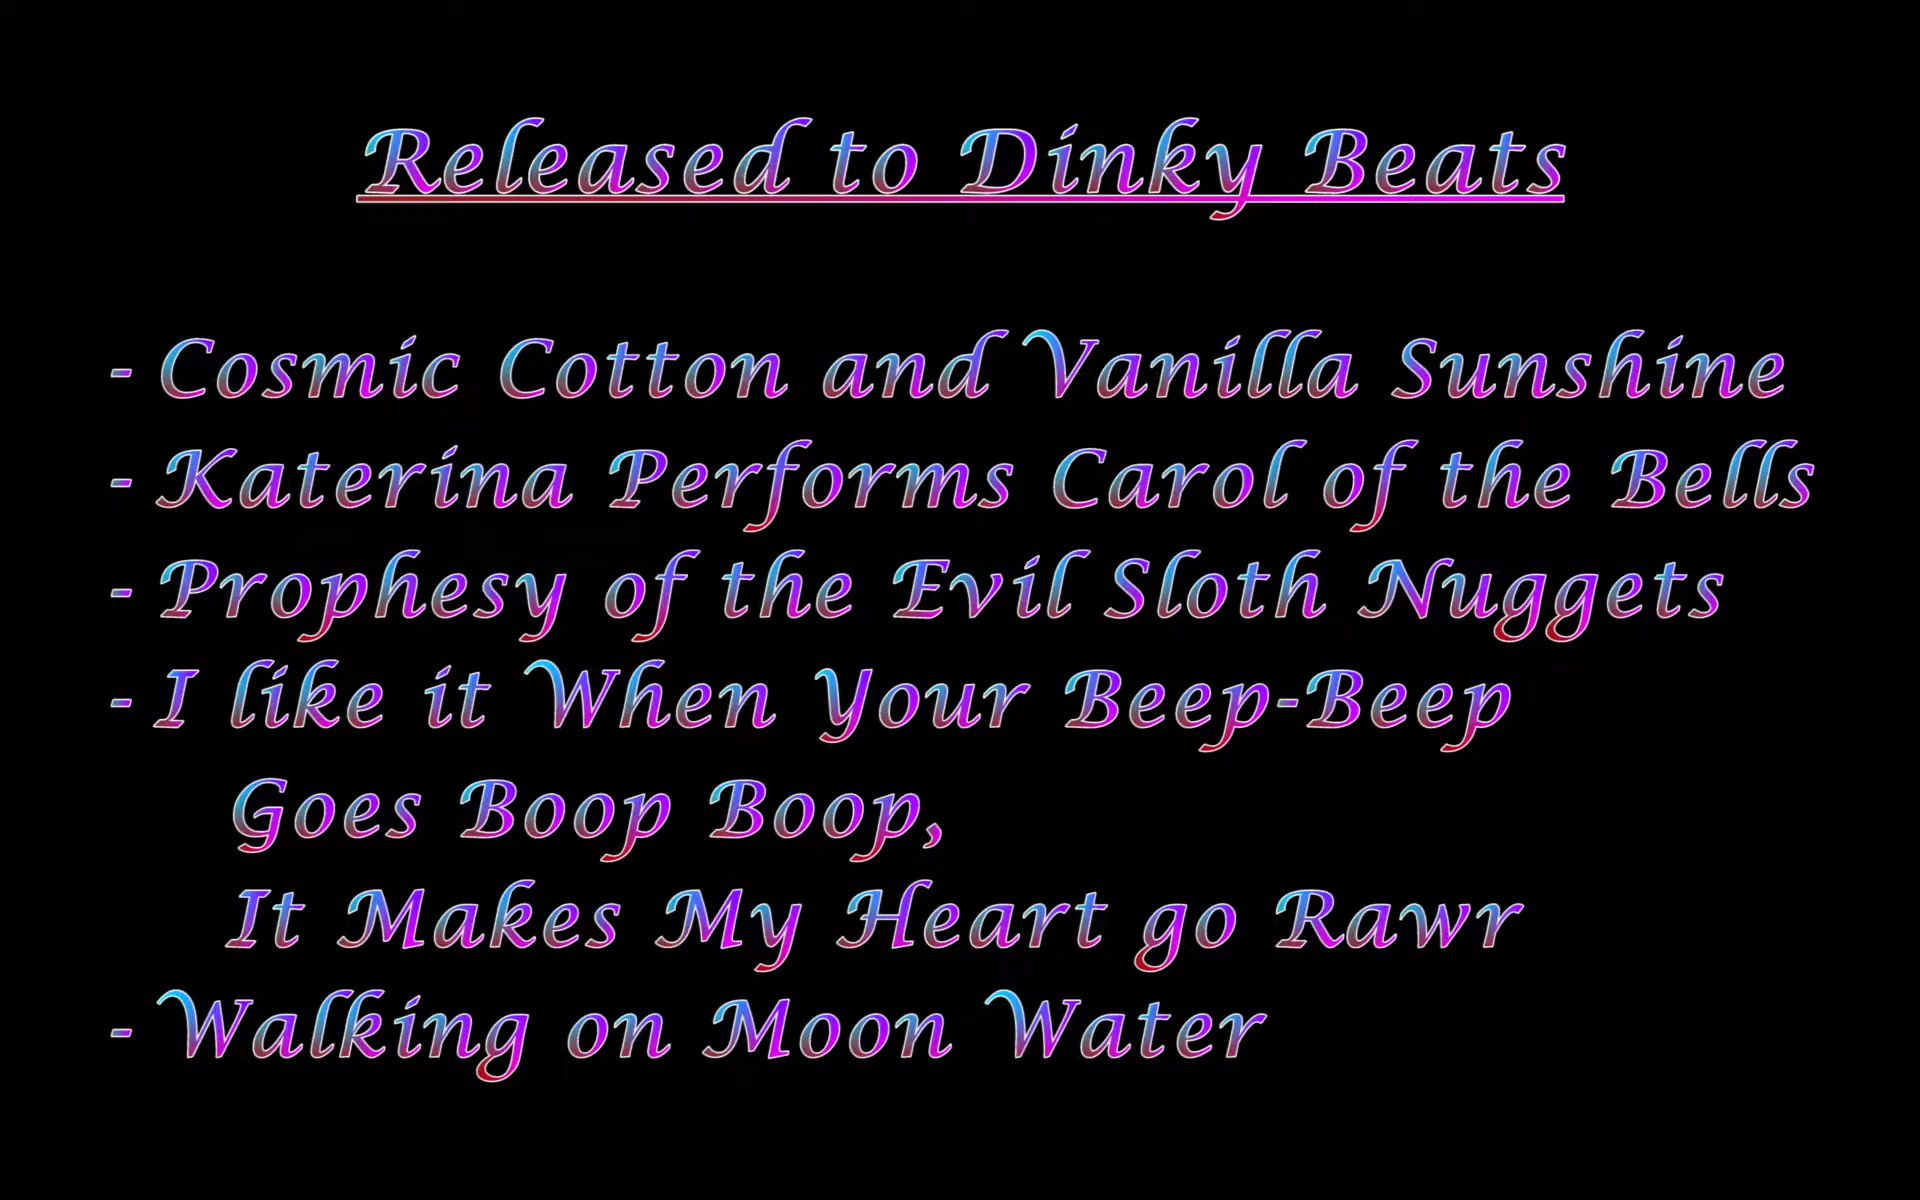 Released to Dinky Beats
- Cosmic Cotton and Vanilla Sunshine
- Katerina Performs Carol of the Bells
- Prophesy of the Evil Sloth Nuggets
- I like it When Your Beep-Beep
Goes Boop Boop,
It Makes My Heart go Rawr
- Walking on Moon Water